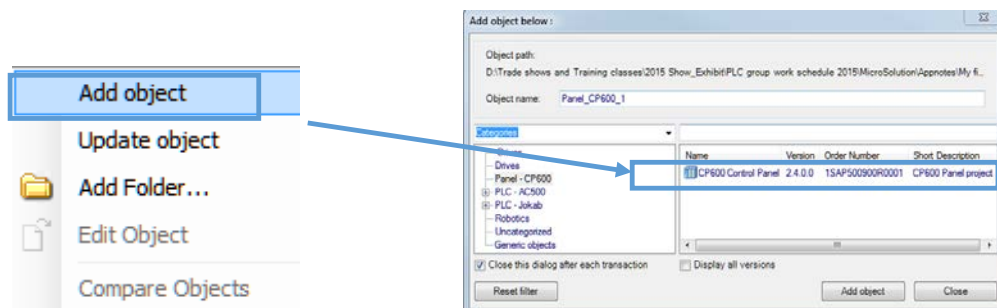 Add object
Update object
Add Folder...
Edit Object
Compare Objects
Add object below :
Object path:
D:\Trade shows and Training classes\2015 Show_Exhibit\PLC group work schedule 2015\MicroSolution\Appnotes\My fi...
Object name: Panel_CP600_1
Categories
Drives
Panel - CP600
PLC - AC500
PLC - Jokab
Robotics
Uncategorized
Generic objects
Name Version Order Number Short Description
CP600 Control Panel 2.4.0.0 1SAP500900R0001 CP600 Panel project
Close this dialog after each transaction
Display all versions
Reset filter
Add object
Close